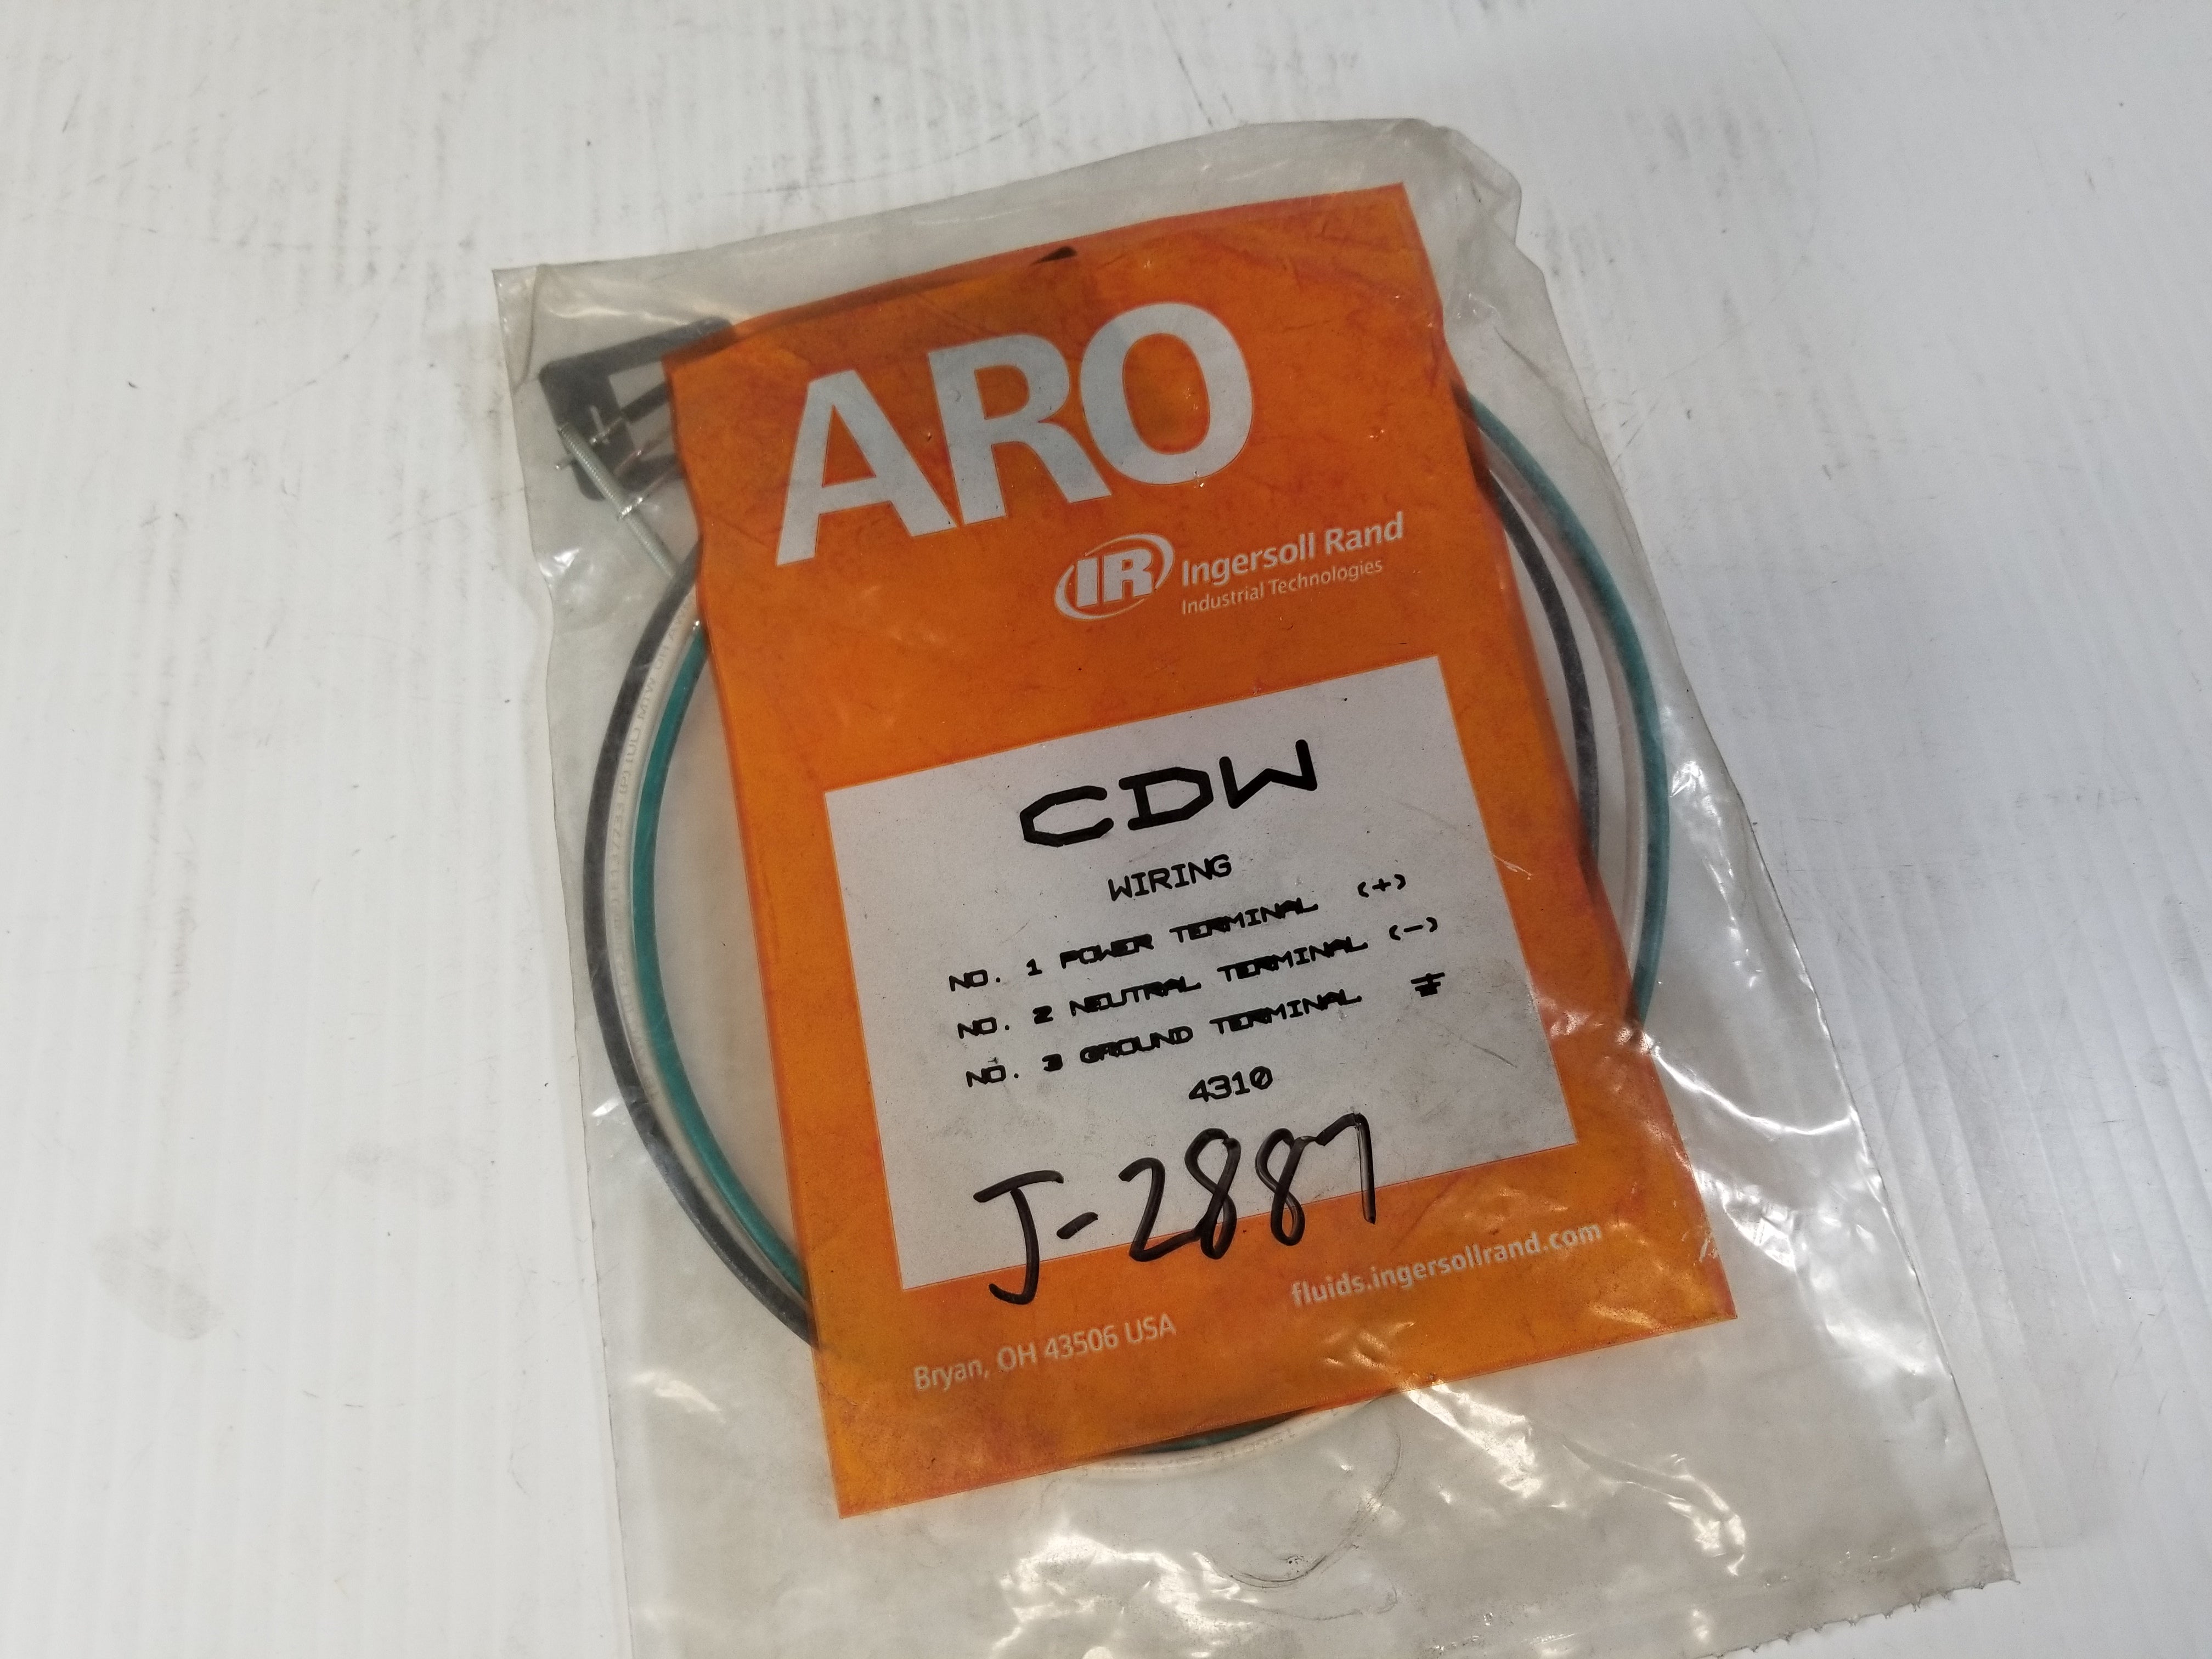 ARO
IR Ingersoll Rand
Industrial Technologies
CDW
WIRING
NO. 1 POWER TERMINAL (+)
NO. 2 NEUTRAL TERMINAL (-)
NO. 3 GROUND TERMINAL ⏚
4310
J-2887
fluids.ingersollrand.com
Bryan, OH 43506 USA